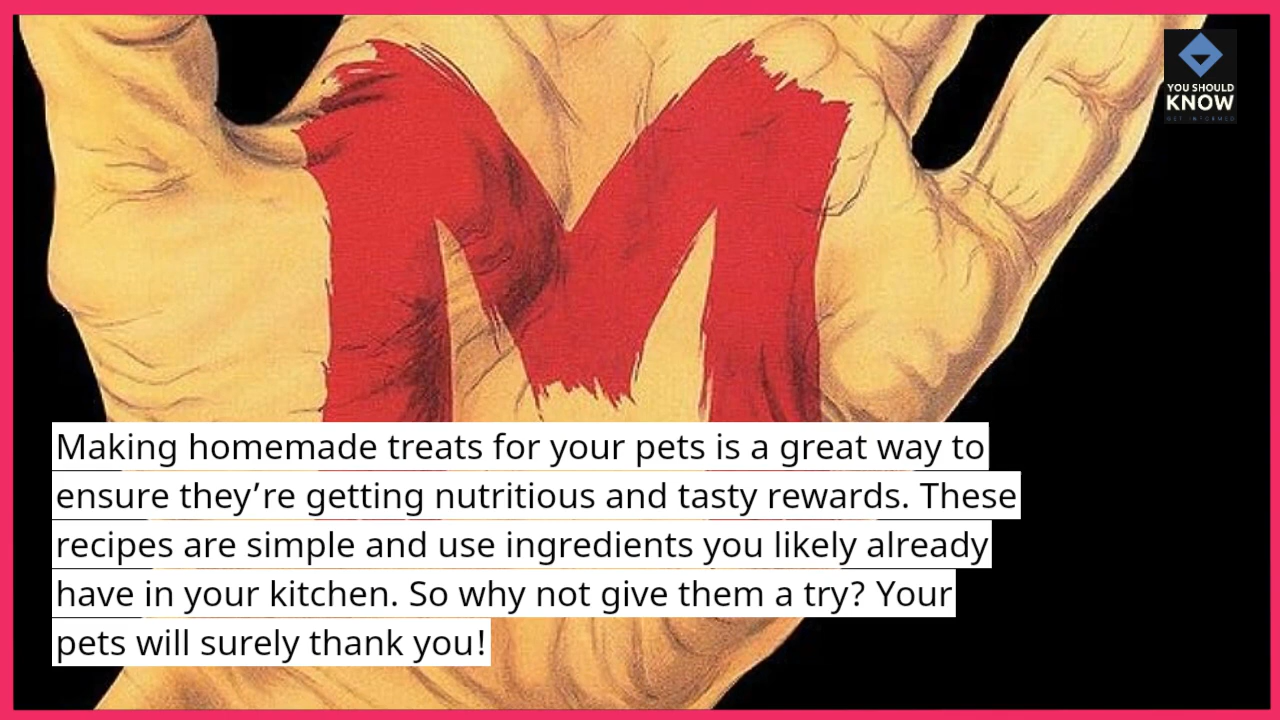 M
YOU SHOULD
KNOW
GET INFORMED
Making homemade treats for your pets is a great way to
ensure they’re getting nutritious and tasty rewards. These
recipes are simple and use ingredients you likely already
have in your kitchen. So why not give them a try? Your
pets will surely thank you!